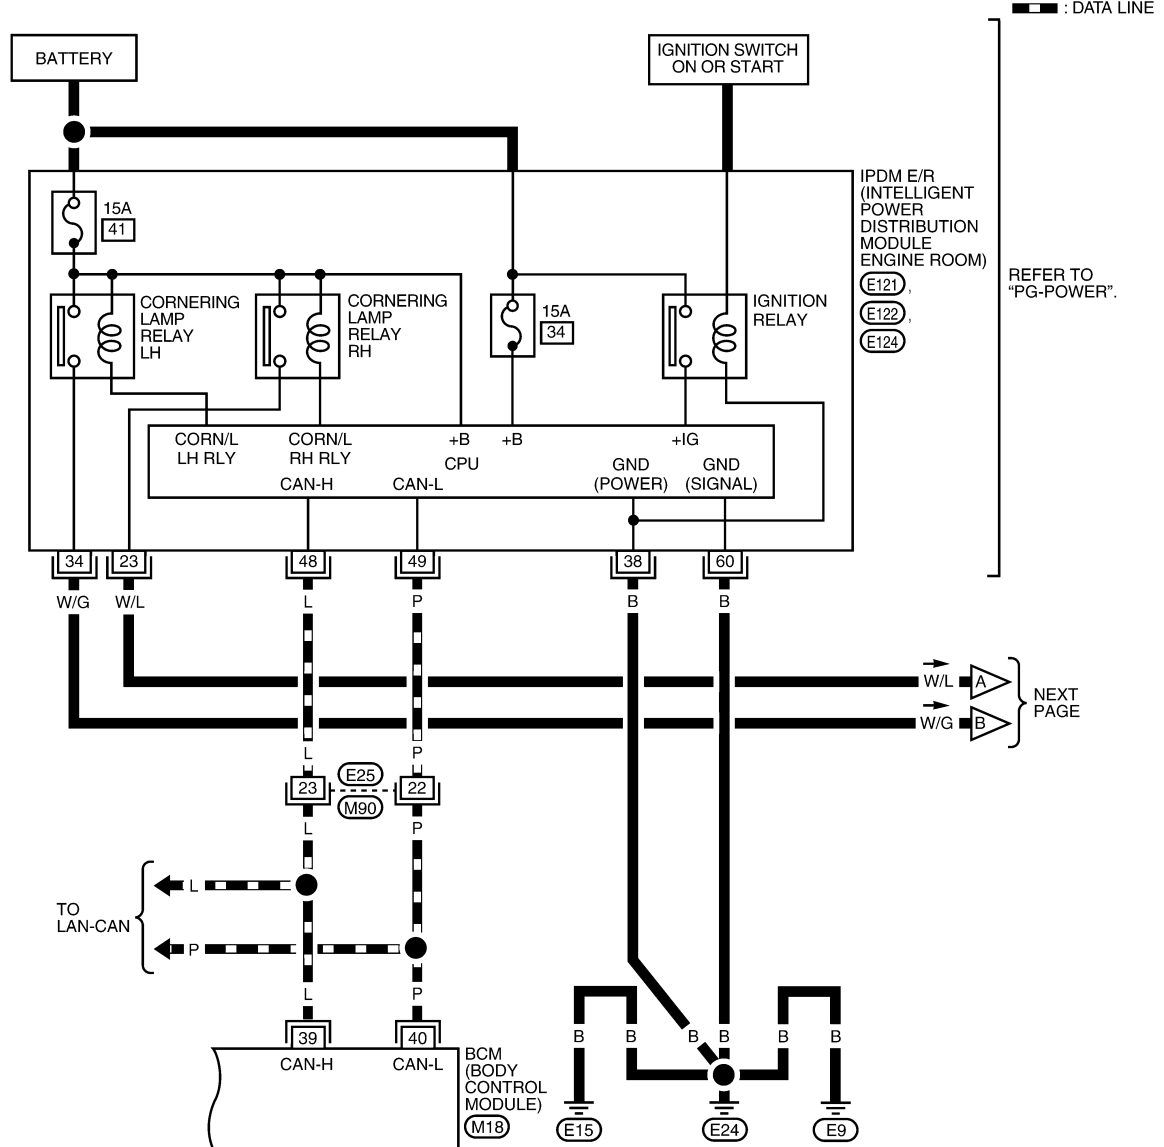 : DATA LINE
BATTERY
IGNITION SWITCH
ON OR START
IPDM E/R
(INTELLIGENT
POWER
DISTRIBUTION
MODULE
ENGINE ROOM)
E121 ,
E122 ,
E124
REFER TO
“PG-POWER”.
15A
41
CORNERING
LAMP
RELAY
LH
CORNERING
LAMP
RELAY
RH
15A
34
IGNITION
RELAY
CORN/L
LH RLY
CORN/L
RH RLY
+B
+B
+IG
CPU
GND
(POWER)
GND
(SIGNAL)
CAN-H
CAN-L
34
23
48
49
38
60
W/G
W/L
L
P
B
B
W/L
A
W/G
B
NEXT
PAGE
L
P
23
E25
M90
22
L
P
TO
LAN-CAN
L
P
L
P
39
40
CAN-H
CAN-L
BCM
(BODY
CONTROL
MODULE)
M18
B
B
B
B
B
B
E15
E24
E9